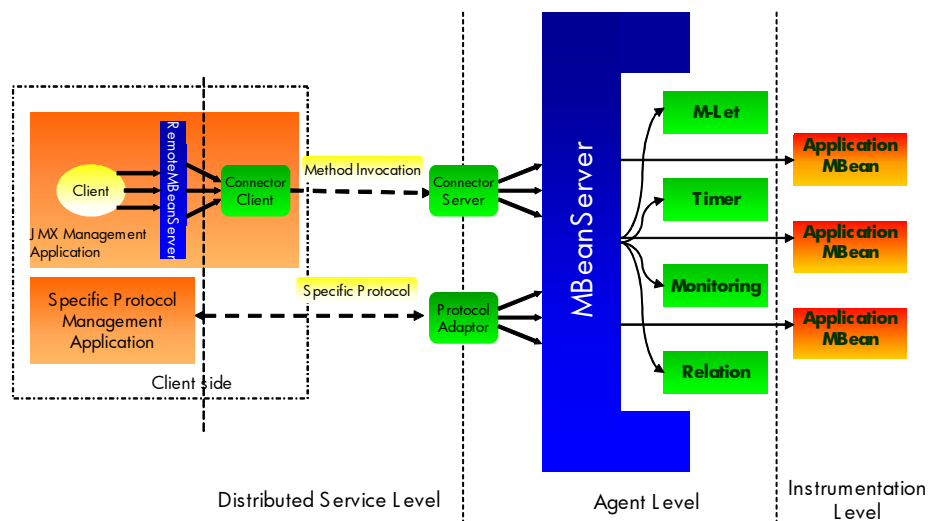 M-Let
Application
MBean
RemoteMBeanServer
Method Invocation
Client
Connector
Client
Connector
Server
Timer
JMX Management
Application
MBeanServer
Application
MBean
Specific Protocol
Specific Protocol
Management
Application
Protocol
Adaptor
Monitoring
Application
MBean
Relation
Client side
Distributed Service Level
Agent Level
Instrumentation
Level